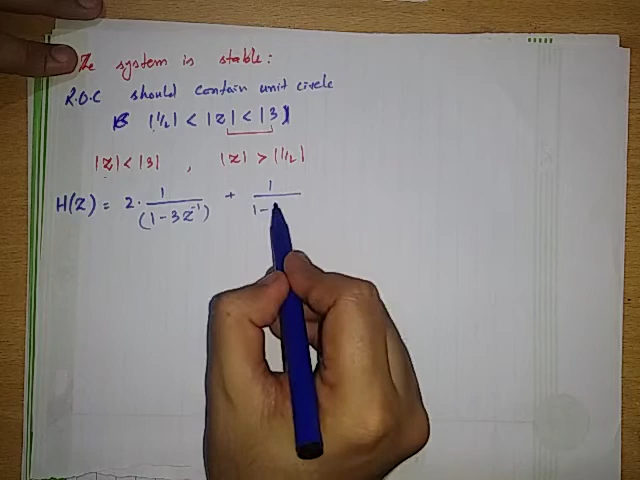 The system is stable:
R.O.C should contain unit circle
|1/2| < |z| < |3|
|z| < |3| , |z| > |1/2|
H(z) = 2·1/(1-3z⁻¹) + 1/1-